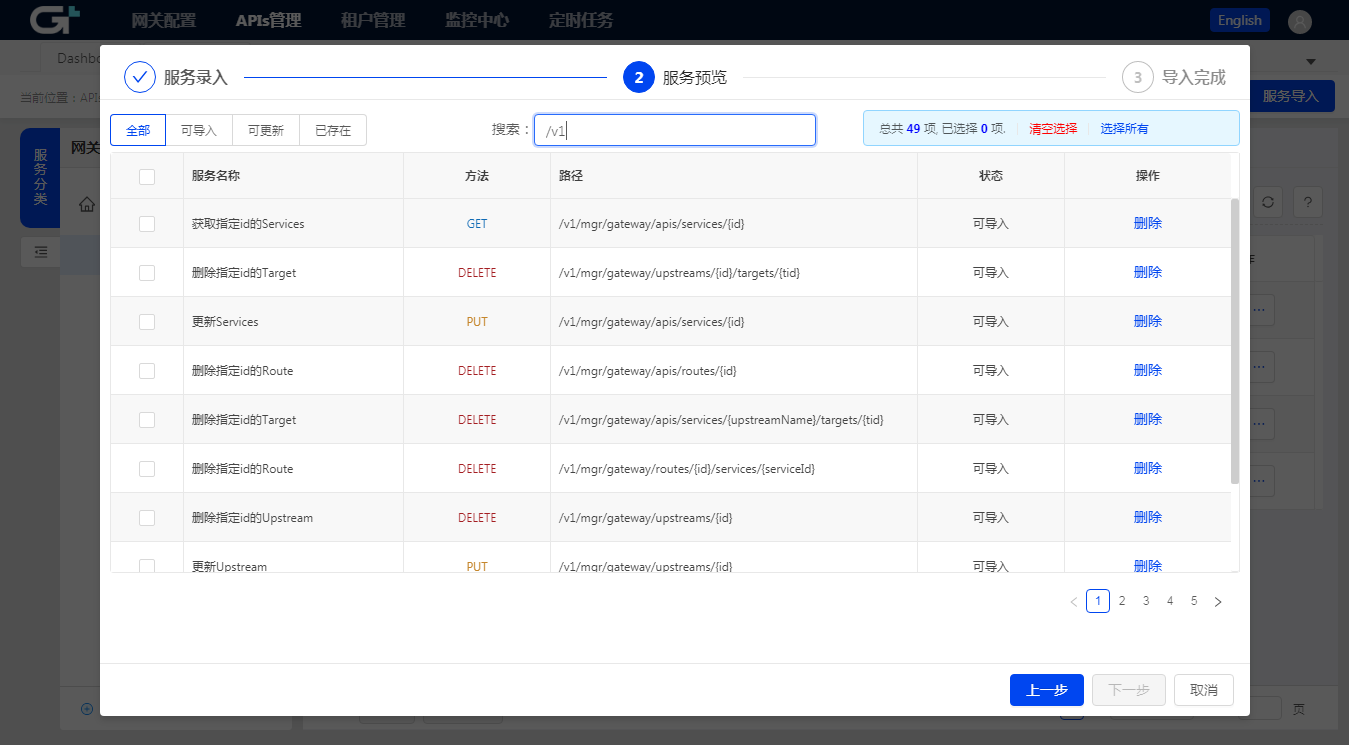 G+
网关配置 APIs管理 租户管理 监控中心 定时任务 English
Dashbo
当前位置：APIs
服务导入
服务分类
网关
服务录入 2 服务预览 3 导入完成
全部 可导入 可更新 已存在 搜索： /v1 总共 49 项, 已选择 0 项. 清空选择 选择所有
服务名称 方法 路径 状态 操作
获取指定id的Services GET /v1/mgr/gateway/apis/services/{id} 可导入 删除
删除指定id的Target DELETE /v1/mgr/gateway/upstreams/{id}/targets/{tid} 可导入 删除
更新Services PUT /v1/mgr/gateway/apis/services/{id} 可导入 删除
删除指定id的Route DELETE /v1/mgr/gateway/apis/routes/{id} 可导入 删除
删除指定id的Target DELETE /v1/mgr/gateway/apis/services/{upstreamName}/targets/{tid} 可导入 删除
删除指定id的Route DELETE /v1/mgr/gateway/routes/{id}/services/{serviceId} 可导入 删除
删除指定id的Upstream DELETE /v1/mgr/gateway/upstreams/{id} 可导入 删除
更新Upstream PUT /v1/mgr/gateway/upstreams/{id} 可导入 删除
< 1 2 3 4 5 >
上一步 下一步 取消
页